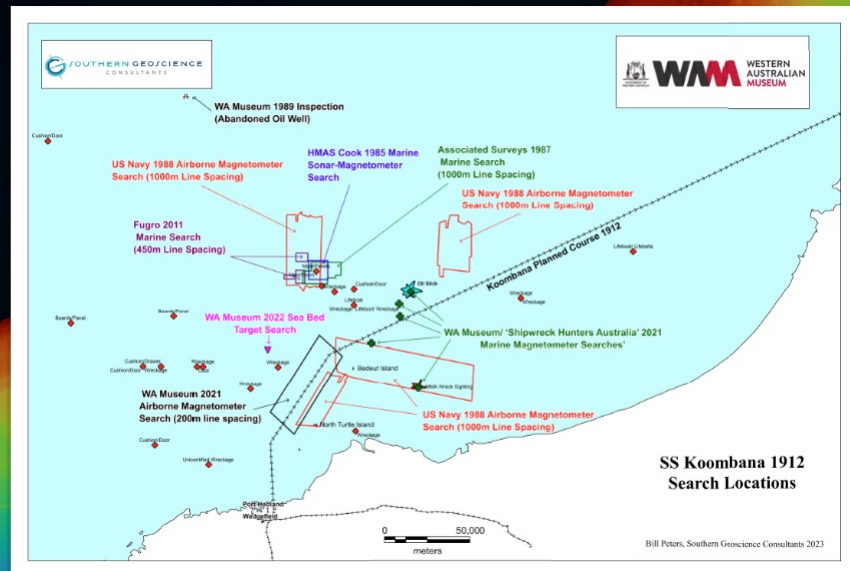 SOUTHERN GEOSCIENCE
CONSULTANTS
WAM
WESTERN
AUSTRALIAN
MUSEUM
WA Museum 1989 Inspection
(Abandoned Oil Well)
Cushion/Door
US Navy 1988 Airborne Magnetometer
Search (1000m Line Spacing)
HMAS Cook 1985 Marine
Sonar-Magnetometer
Search
Associated Surveys 1987
Marine Search
(1000m Line Spacing)
US Navy 1988 Airborne Magnetometer
Search (1000m Line Spacing)
Fugro 2011
Marine Search
(450m Line Spacing)
Koombana Planned Course 1912
Lifeboat/Lifebelts
Cushion/Door
Oil Slick
Wreckage
Lifeboat
Wreckage
Wreckage
Wreckage
Boards/Panel
Boards/Panel
WA Museum 2022 Sea Bed
Target Search
WA Museum/ 'Shipwreck Hunters Australia' 2021
Marine Magnetometer Searches'
Cushion/Drawer
Cushion/Door
Wreckage
Wreckage
Wreckage
Bedout Island
Wreck Sighting
WA Museum 2021
Airborne Magnetometer
Search (200m line spacing)
Wreckage
US Navy 1988 Airborne Magnetometer
Search (1000m Line Spacing)
North Turtle Island
Wreckage
Cushion/Door
Unidentified Wreckage
SS Koombana 1912
Search Locations
Port Hedland
Wedgefield
0 50,000
meters
Bill Peters, Southern Geoscience Consultants 2023